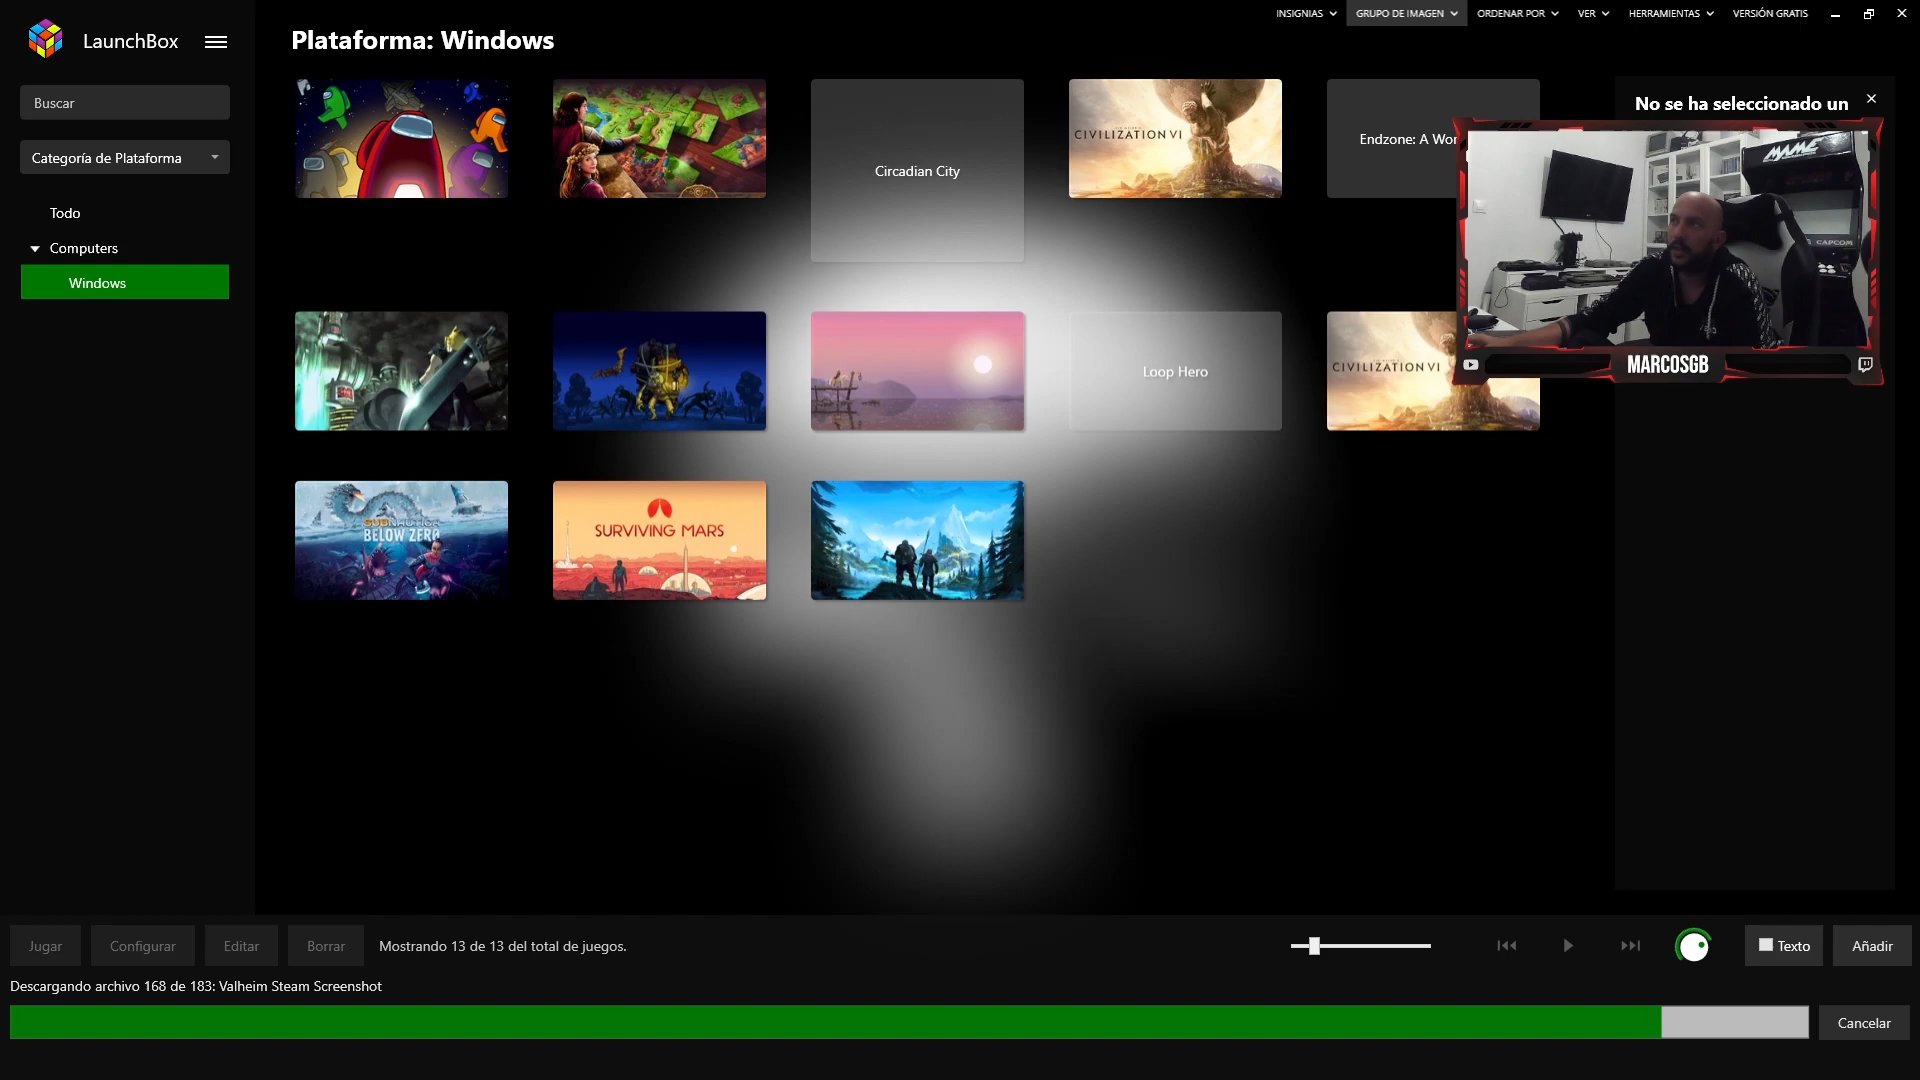 LaunchBox
Plataforma: Windows
INSIGNIAS
GRUPO DE IMAGEN
ORDENAR POR
VER
HERRAMIENTAS
VERSIÓN GRATIS
Buscar
Categoría de Plataforma
Todo
Computers
Windows
No se ha seleccionado un
Circadian City
CIVILIZATION VI
Endzone: A Wor
MAME
CAPCOM
MARCOSGB
Loop Hero
CIVILIZATION VI
SUBNAUTICA
BELOW ZERO
SURVIVING MARS
Jugar
Configurar
Editar
Borrar
Mostrando 13 de 13 del total de juegos.
Texto
Añadir
Descargando archivo 168 de 183: Valheim Steam Screenshot
Cancelar